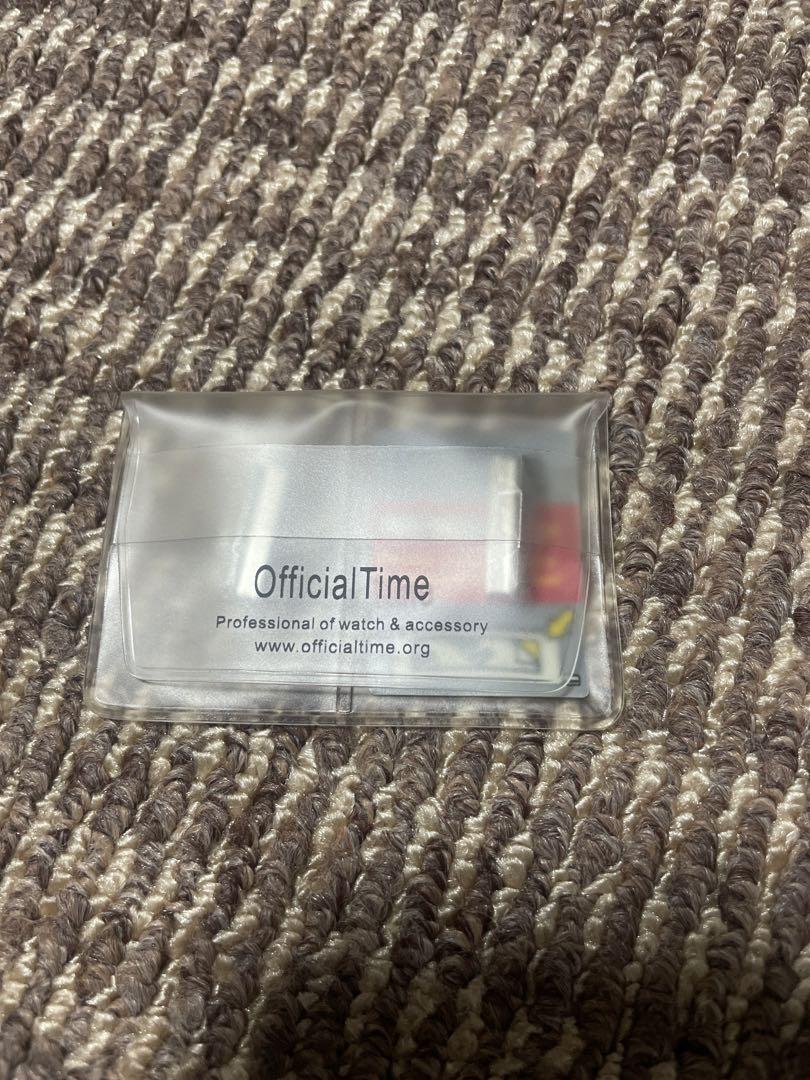 OfficialTime
Professional of watch & accessory
www.officialtime.org